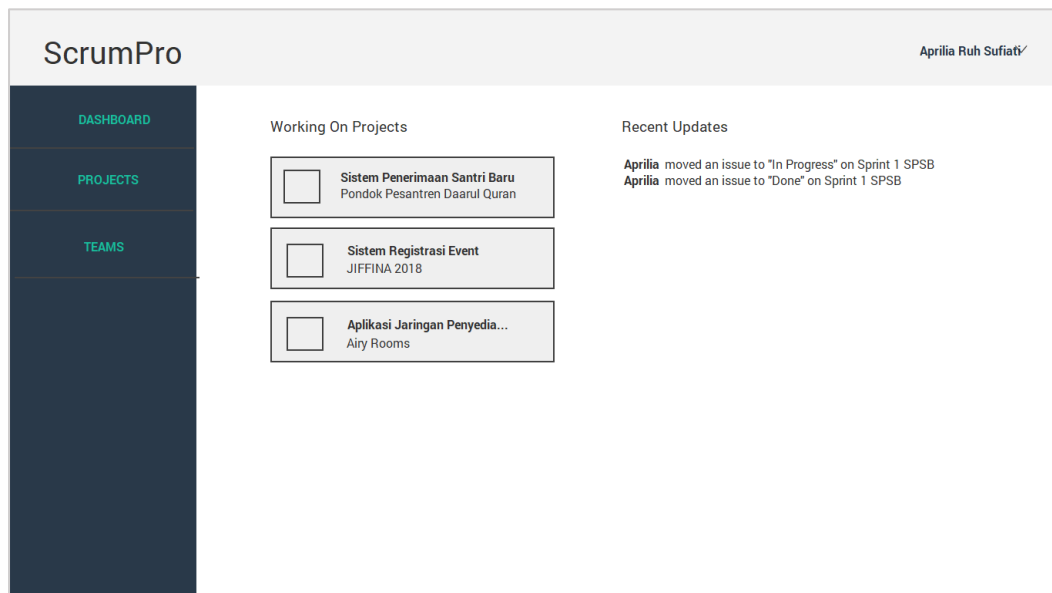 ScrumPro
Aprilia Ruh Sufiati
DASHBOARD
PROJECTS
TEAMS
Working On Projects
Sistem Penerimaan Santri Baru
Pondok Pesantren Daarul Quran
Sistem Registrasi Event
JIFFINA 2018
Aplikasi Jaringan Penyedia...
Airy Rooms
Recent Updates
Aprilia moved an issue to "In Progress" on Sprint 1 SPSB
Aprilia moved an issue to "Done" on Sprint 1 SPSB